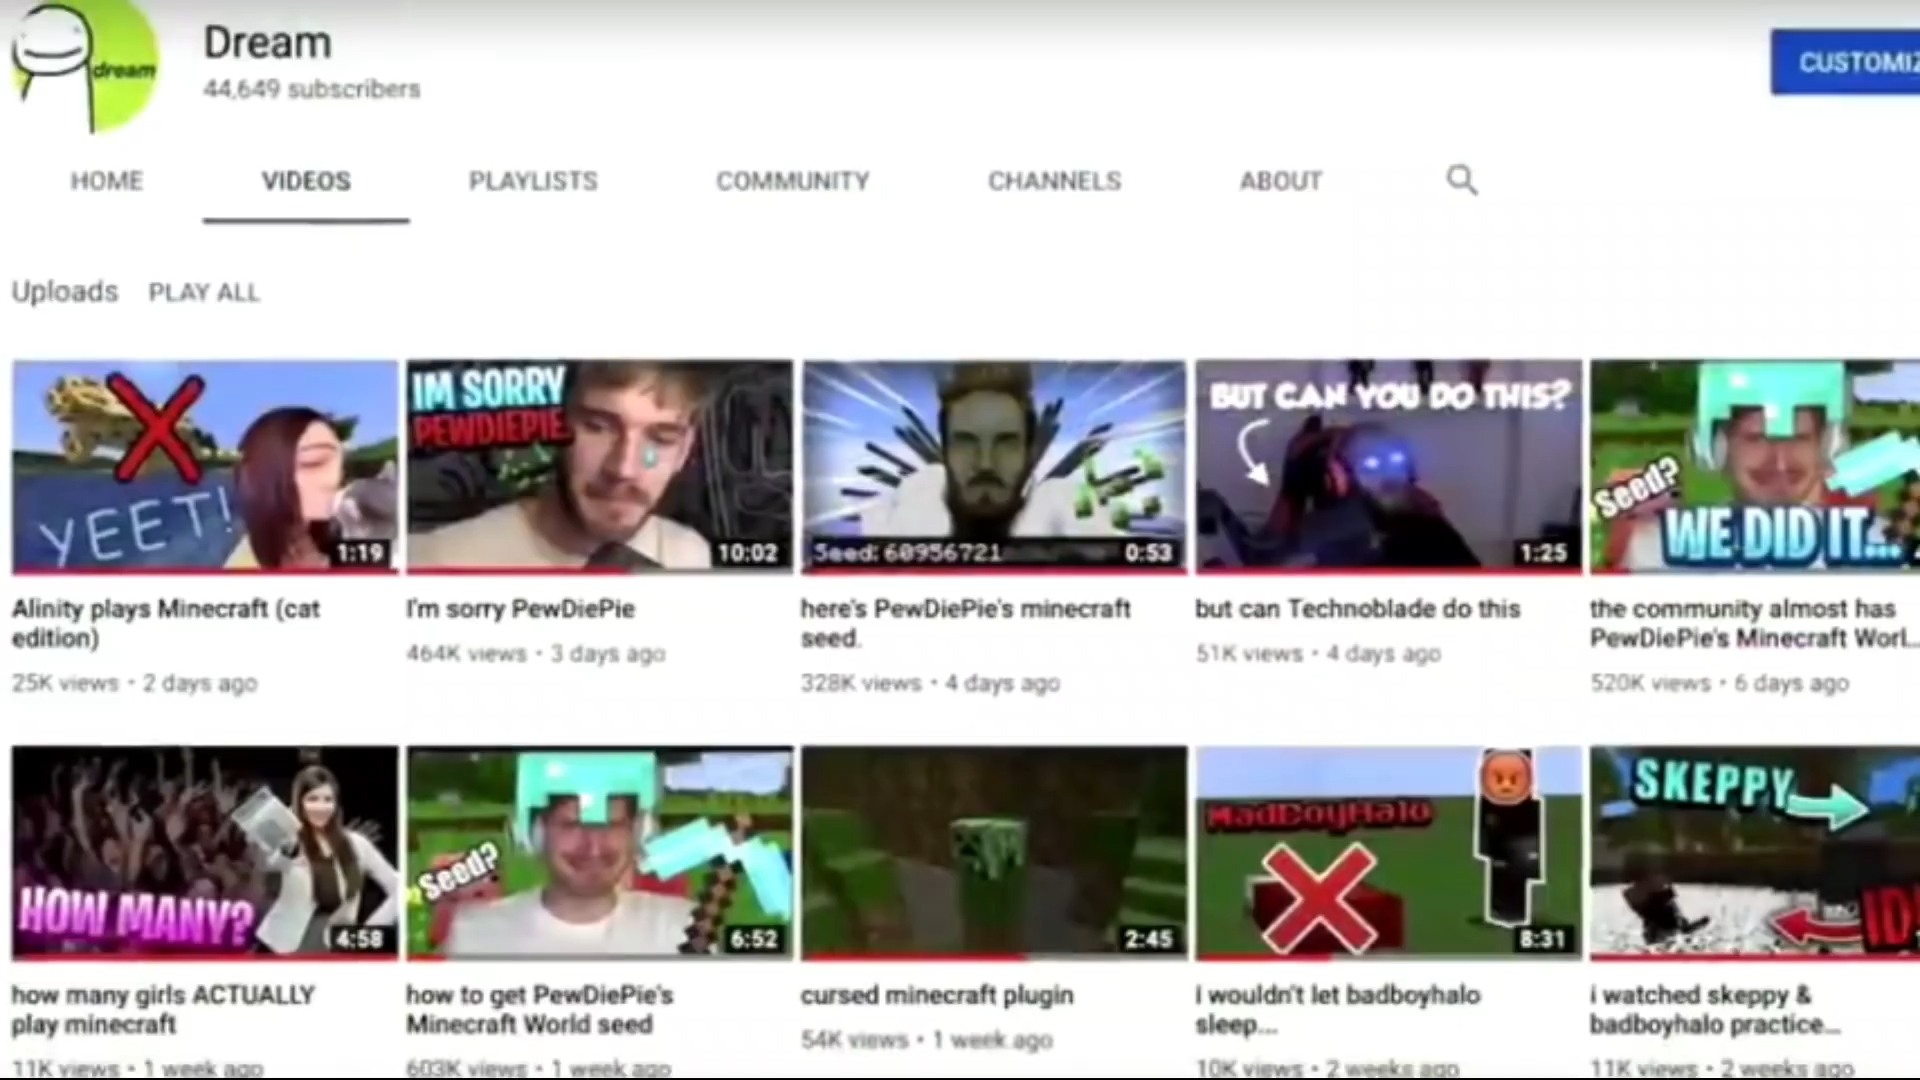 dream
Dream
44,649 subscribers
CUSTOMIZ
HOME
VIDEOS
PLAYLISTS
COMMUNITY
CHANNELS
ABOUT
Uploads PLAY ALL
YEET!
1:19
IM SORRY
PEWDIEPIE
10:02
Seed: 60956721
0:53
BUT CAN YOU DO THIS?
1:25
Seed?
WE DID IT...
Alinity plays Minecraft (cat
edition)
25K views • 2 days ago
I'm sorry PewDiePie
464K views • 3 days ago
here's PewDiePie's minecraft
seed.
328K views • 4 days ago
but can Technoblade do this
51K views • 4 days ago
the community almost has
PewDiePie's Minecraft Worl...
520K views • 6 days ago
HOW MANY?
4:58
Seed?
6:52
2:45
MadBoyHalo
8:31
SKEPPY
ID
how many girls ACTUALLY
play minecraft
11K views • 1 week ago
how to get PewDiePie's
Minecraft World seed
603K views • 1 week ago
cursed minecraft plugin
54K views • 1 week ago
i wouldn't let badboyhalo
sleep...
10K views • 2 weeks ago
i watched skeppy &
badboyhalo practice...
11K views • 2 weeks ago